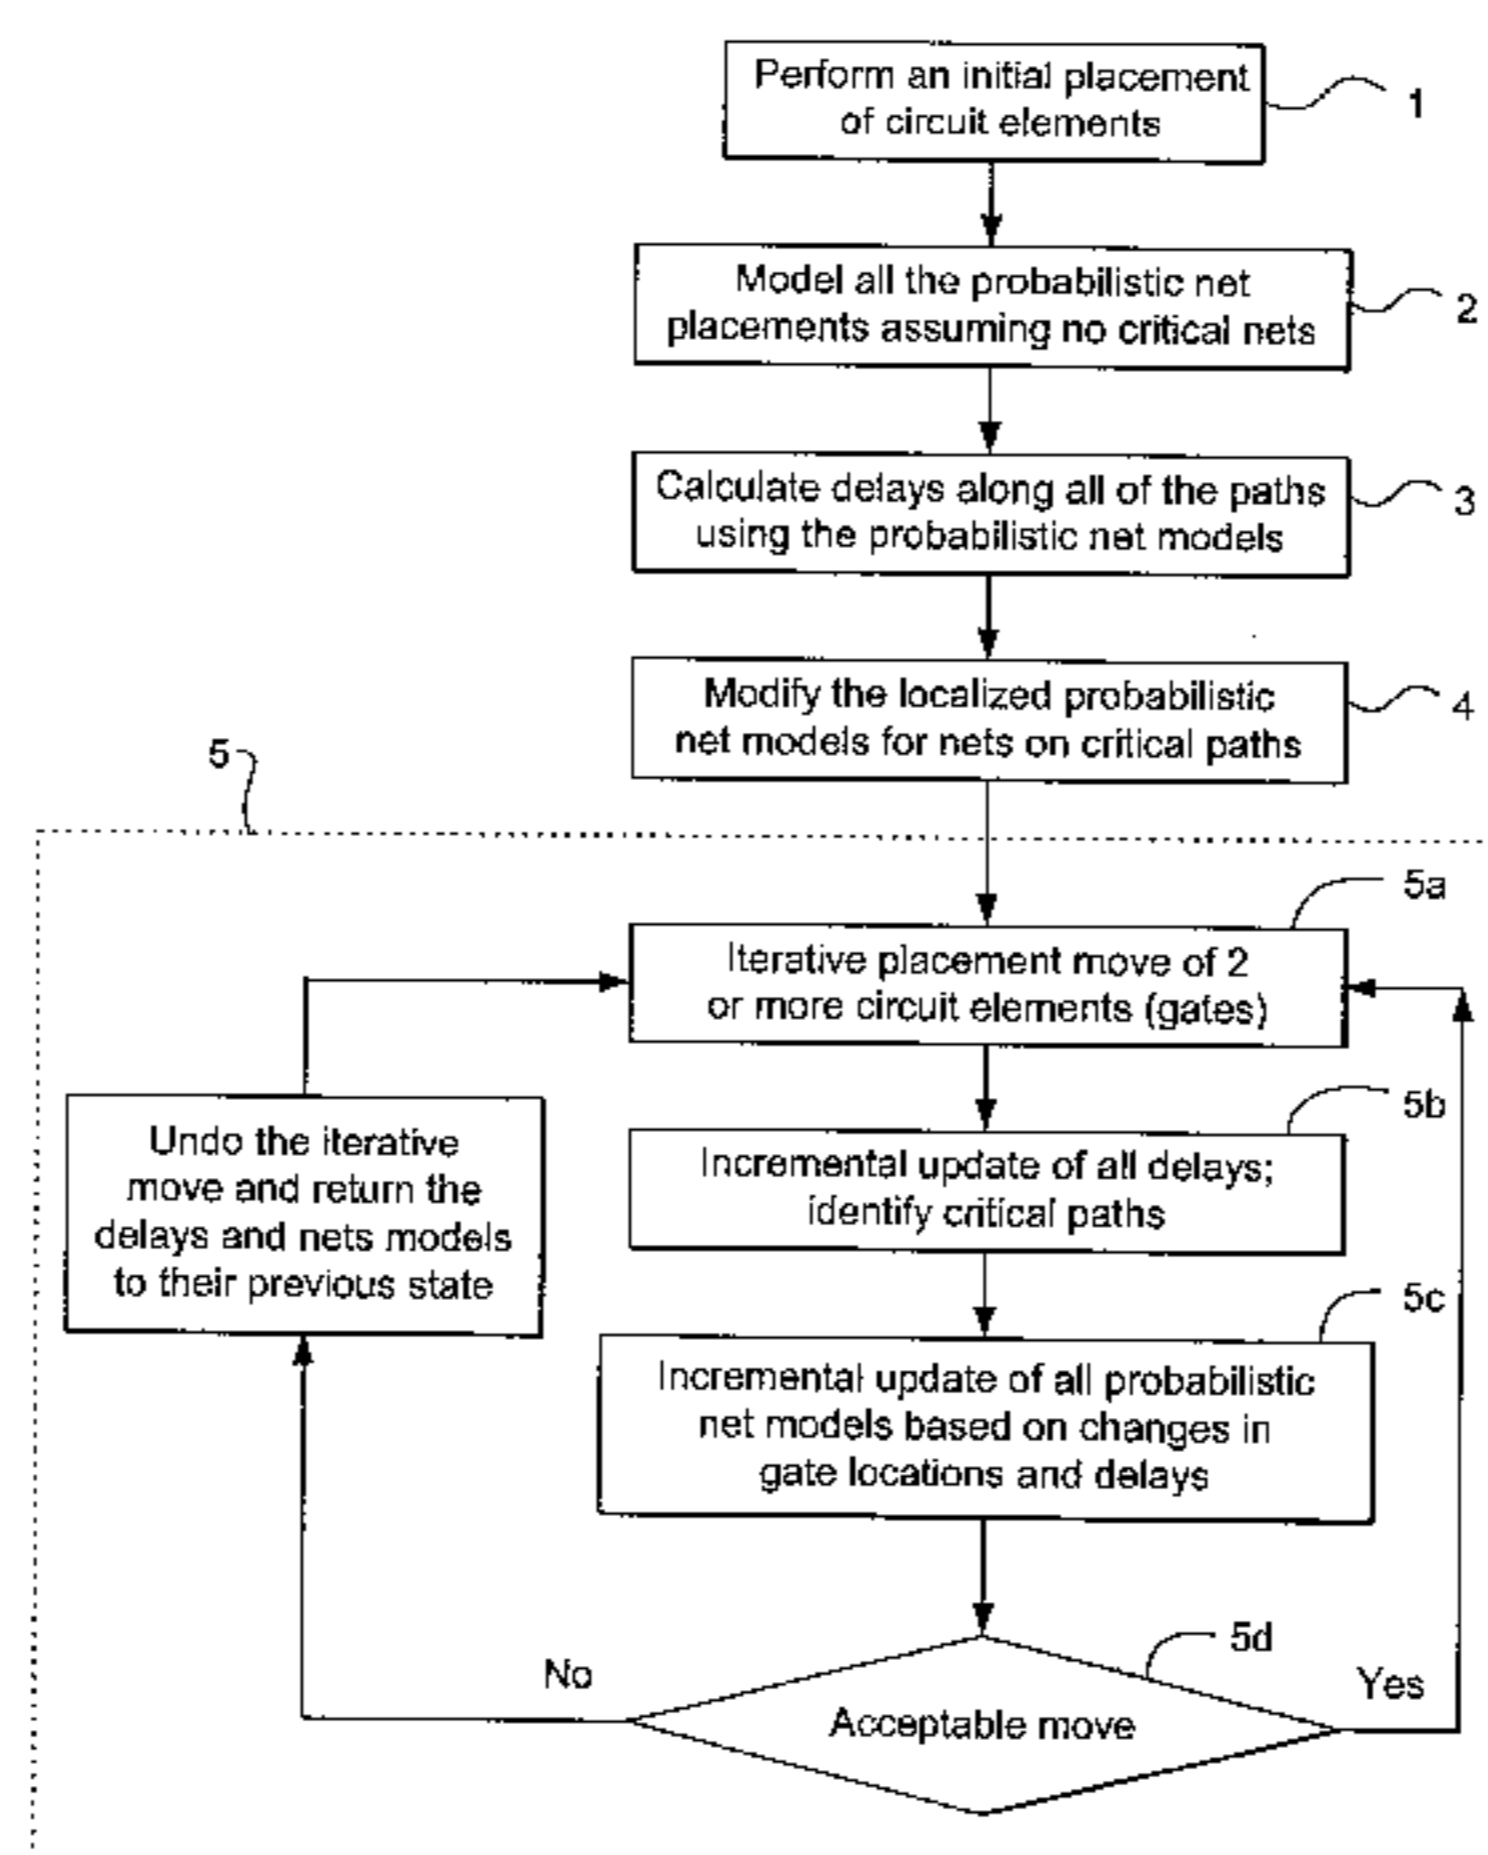 Perform an initial placement
of circuit elements
1
Model all the probabilistic net
placements assuming no critical nets
2
Calculate delays along all of the paths
using the probabilistic net models
3
Modify the localized probabilistic
net models for nets on critical paths
4
5
5a
Iterative placement move of 2
or more circuit elements (gates)
5b
Incremental update of all delays;
identify critical paths
Undo the iterative
move and return the
delays and nets models
to their previous state
5c
Incremental update of all probabilistic
net models based on changes in
gate locations and delays
5d
No
Yes
Acceptable move